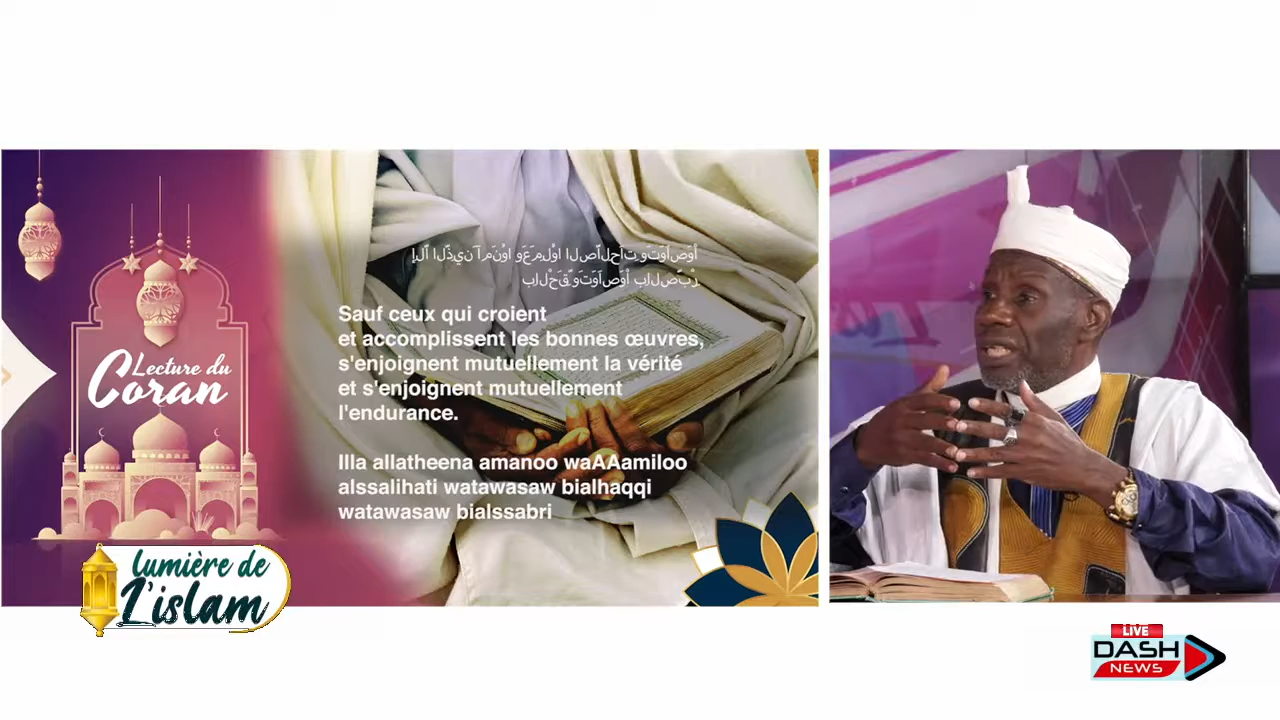 إلَّا الَّذِينَ آمَنُوا وَعَمِلُوا الصَّالِحَاتِ وَتَوَاصَوْا
بِالْحَقِّ وَتَوَاصَوْا بِالصَّبْرِ.
Sauf ceux qui croient
et accomplissent les bonnes œuvres,
s'enjoignent mutuellement la vérité
et s'enjoignent mutuellement
l'endurance.
Illa allatheena amanoo waAAamiloo
alssalihati watawasaw bialhaqqi
watawasaw bialssabri
Lecture du
Coran
Lumière de
L'islam
LIVE
DASH
NEWS